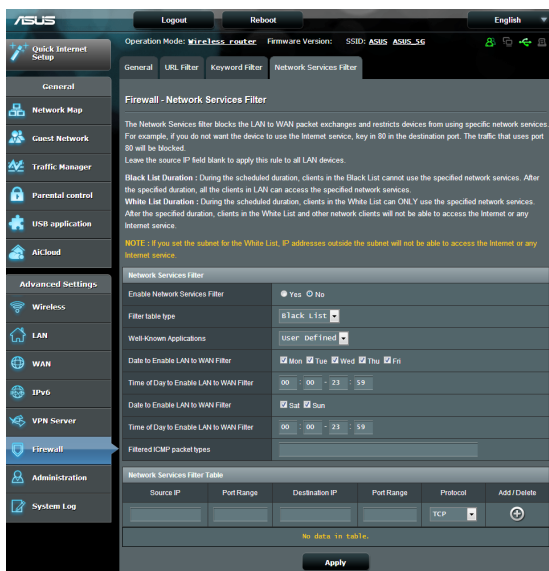 ASUS
Logout
Reboot
English
Quick Internet Setup
Operation Mode: Wireless router Firmware Version: SSID: ASUS ASUS_5G
General
URL Filter
Keyword Filter
Network Services Filter
General
Network Map
Guest Network
Traffic Manager
Parental control
USB application
AiCloud
Advanced Settings
Wireless
LAN
WAN
IPv6
VPN Server
Firewall
Administration
System Log
Firewall - Network Services Filter
The Network Services filter blocks the LAN to WAN packet exchanges and restricts devices from using specific network services.
For example, if you do not want the device to use the Internet service, key in 80 in the destination port. The traffic that uses port
80 will be blocked.
Leave the source IP field blank to apply this rule to all LAN devices.
Black List Duration : During the scheduled duration, clients in the Black List cannot use the specified network services. After
the specified duration, all the clients in LAN can access the specified network services.
White List Duration : During the scheduled duration, clients in the White List can ONLY use the specified network services.
After the specified duration, clients in the White List and other network clients will not be able to access the Internet or any
Internet service.
NOTE : If you set the subnet for the White List, IP addresses outside the subnet will not be able to access the Internet or any
Internet service.
Network Services Filter
Enable Network Services Filter Yes No
Filter table type Black List
Well-Known Applications User Defined
Date to Enable LAN to WAN Filter Mon Tue Wed Thu Fri
Time of Day to Enable LAN to WAN Filter 00 : 00 - 23 : 59
Date to Enable LAN to WAN Filter Sat Sun
Time of Day to Enable LAN to WAN Filter 00 : 00 - 23 : 59
Filtered ICMP packet types
Network Services Filter Table
Source IP Port Range Destination IP Port Range Protocol Add / Delete
TCP
No data in table.
Apply